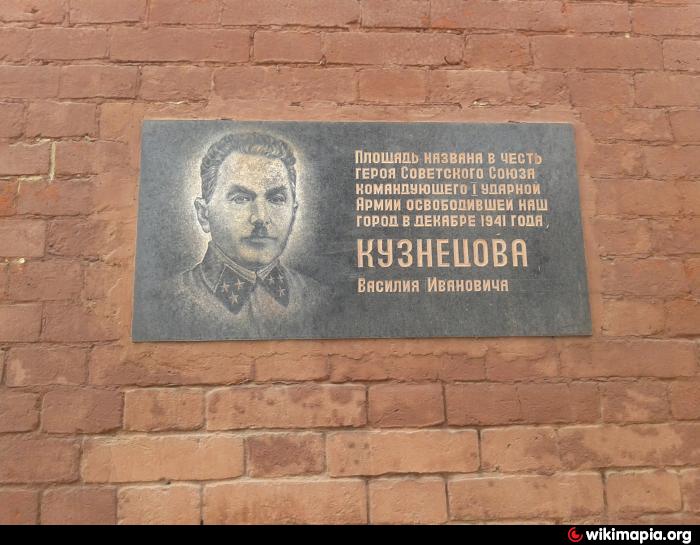 Площадь названа в честь
героя Советского Союза
командующего 1 ударной
Армии освободившей наш
город в декабре 1941 года
КУЗНЕЦОВА
Василия Ивановича
wikimapia.org